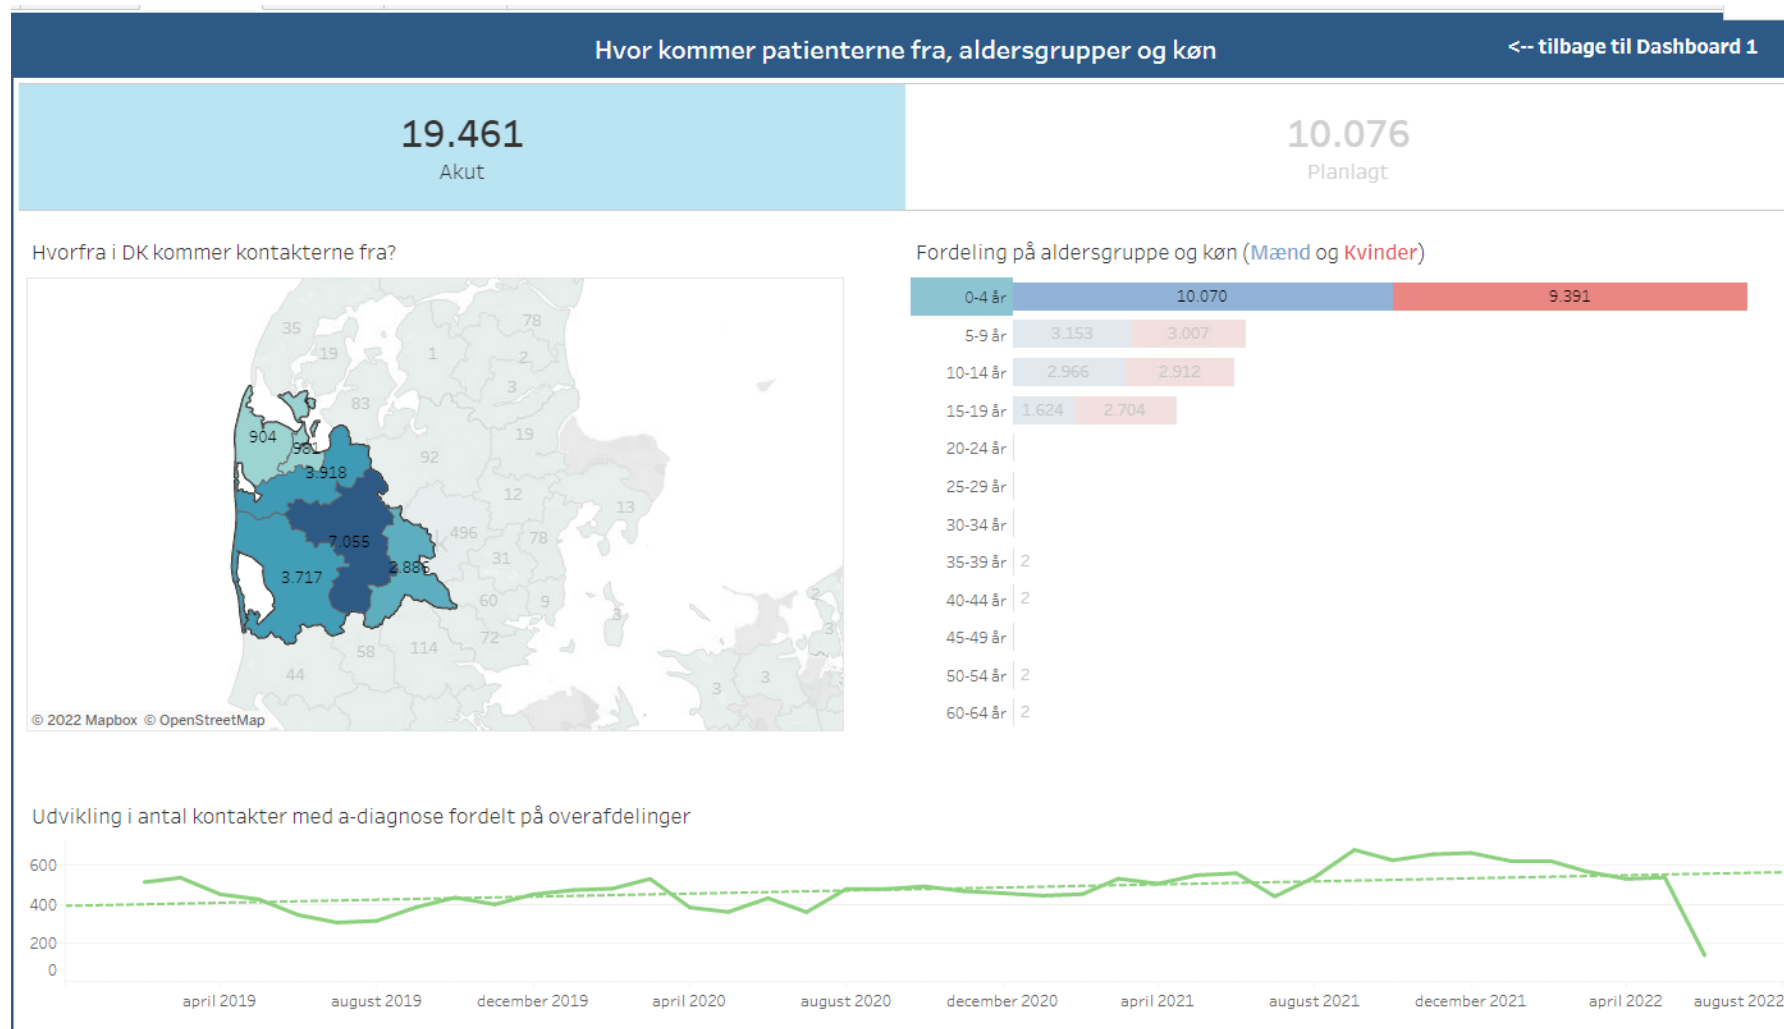 Hvor kommer patienterne fra, aldersgrupper og køn
<-- tilbage til Dashboard 1
19.461
Akut
10.076
Planlagt
Hvorfra i DK kommer kontakterne fra?
35
78
19
1
2
3
83
904
981
19
3.918
92
12
13
496
78
7.055
31
2.886
3.717
60
9
3
2
3
72
114
58
44
3
3
© 2022 Mapbox © OpenStreetMap
Fordeling på aldersgruppe og køn (Mænd og Kvinder)
0-4 år 10.070 9.391
5-9 år 3.153 3.007
10-14 år 2.966 2.912
15-19 år 1.624 2.704
20-24 år
25-29 år
30-34 år
35-39 år 2
40-44 år 2
45-49 år
50-54 år 2
60-64 år 2
Udvikling i antal kontakter med a-diagnose fordelt på overafdelinger
600
400
200
0
april 2019 august 2019 december 2019 april 2020 august 2020 december 2020 april 2021 august 2021 december 2021 april 2022 august 2022